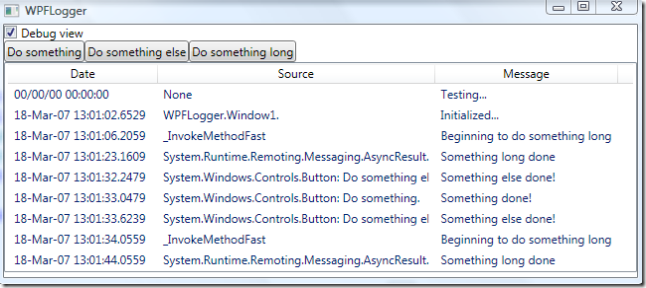 WPFLogger
Debug view
Do something Do something else Do something long
Date Source Message
00/00/00 00:00:00 None Testing...
18-Mar-07 13:01:02.6529 WPFLogger.Window1. Initialized...
18-Mar-07 13:01:06.2059 _InvokeMethodFast Beginning to do something long
18-Mar-07 13:01:23.1609 System.Runtime.Remoting.Messaging.AsyncResult. Something long done
18-Mar-07 13:01:32.2479 System.Windows.Controls.Button: Do something el Something else done!
18-Mar-07 13:01:33.0479 System.Windows.Controls.Button: Do something. Something done!
18-Mar-07 13:01:33.6239 System.Windows.Controls.Button: Do something el Something else done!
18-Mar-07 13:01:34.0559 _InvokeMethodFast Beginning to do something long
18-Mar-07 13:01:44.0559 System.Runtime.Remoting.Messaging.AsyncResult. Something long done